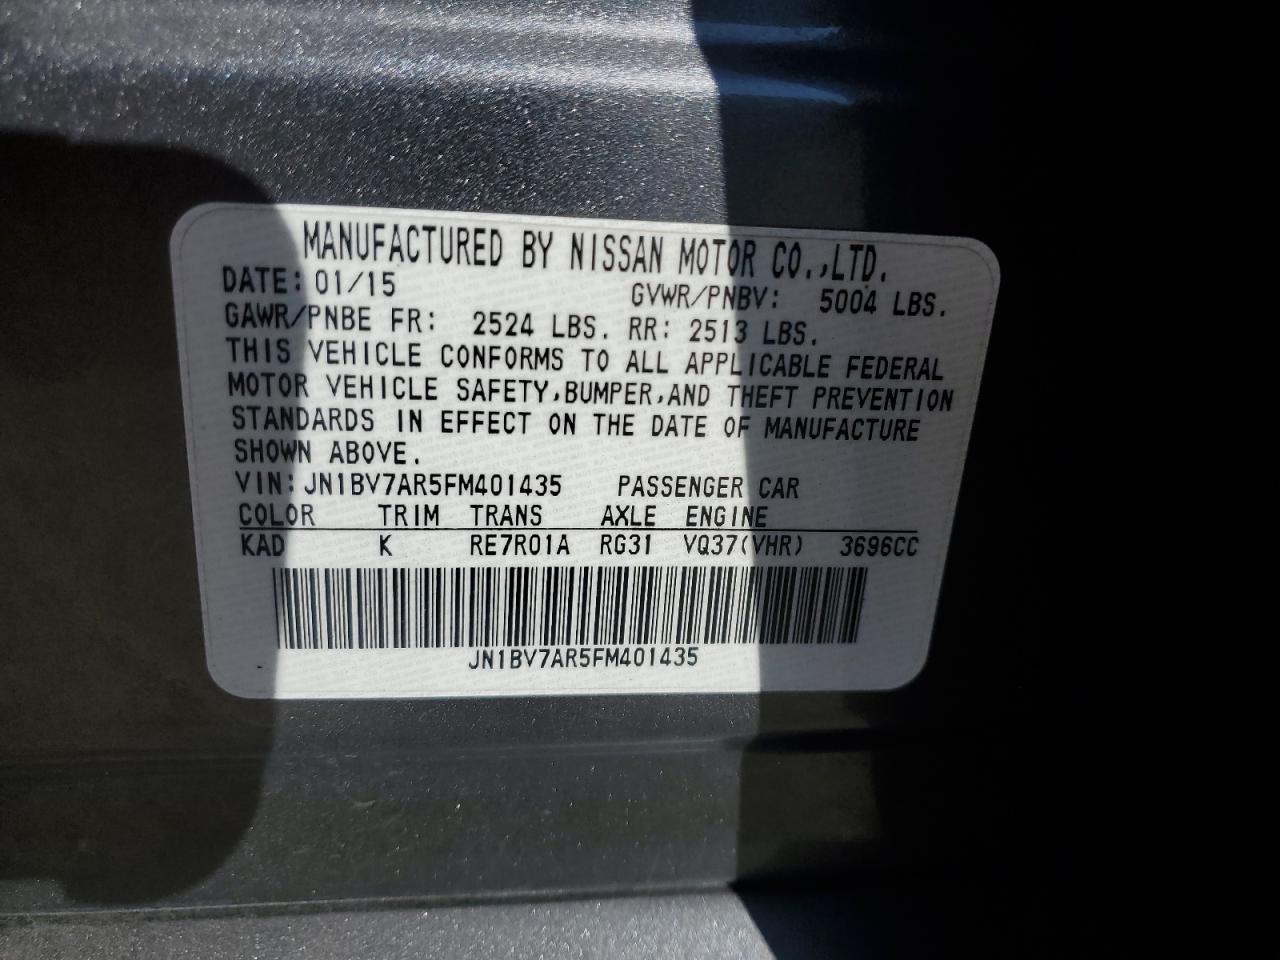 MANUFACTURED BY NISSAN MOTOR CO.,LTD.
DATE: 01/15 GVWR/PNBV: 5004 LBS.
GAWR/PNBE FR: 2524 LBS. RR: 2513 LBS.
THIS VEHICLE CONFORMS TO ALL APPLICABLE FEDERAL
MOTOR VEHICLE SAFETY,BUMPER,AND THEFT PREVENTION
STANDARDS IN EFFECT ON THE DATE OF MANUFACTURE
SHOWN ABOVE.
VIN:JN1BV7AR5FM401435 PASSENGER CAR
COLOR TRIM TRANS AXLE ENGINE
KAD K RE7R01A RG31 VQ37(VHR) 3696CC
JN1BV7AR5FM401435